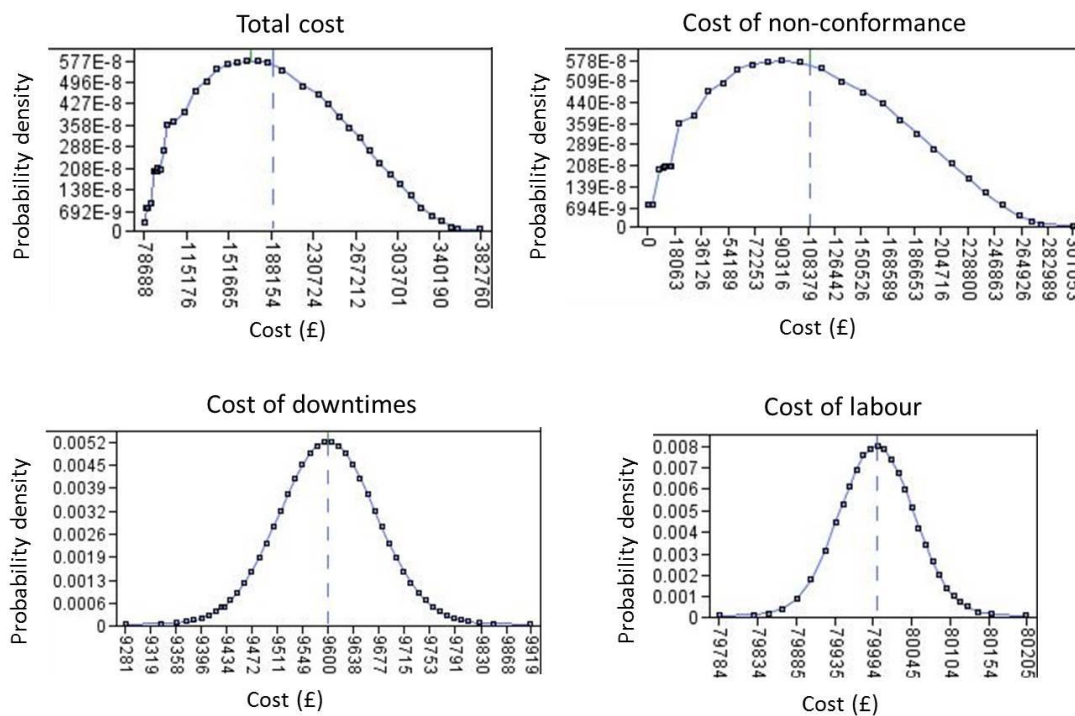 Total cost
Probability density
577E-8
496E-8
427E-8
358E-8
288E-8
208E-8
138E-8
692E-9
0
78688
115176
151665
188154
230724
267212
303701
340190
382760
Cost (£)
Cost of non-conformance
Probability density
578E-8
509E-8
440E-8
359E-8
289E-8
208E-8
139E-8
694E-9
0
0
18063
36126
54189
72253
90316
108379
126442
150526
168589
186653
204716
228800
246863
264926
282989
301053
Cost (£)
Cost of downtimes
Probability density
0.0052
0.0045
0.0039
0.0032
0.0026
0.0019
0.0013
0.0006
0
9281
9319
9358
9396
9434
9472
9511
9549
9600
9638
9677
9715
9753
9791
9830
9868
9919
Cost (£)
Cost of labour
Probability density
0.008
0.007
0.006
0.005
0.004
0.003
0.002
0.001
0
79784
79834
79885
79935
79994
80045
80104
80154
80205
Cost (£)